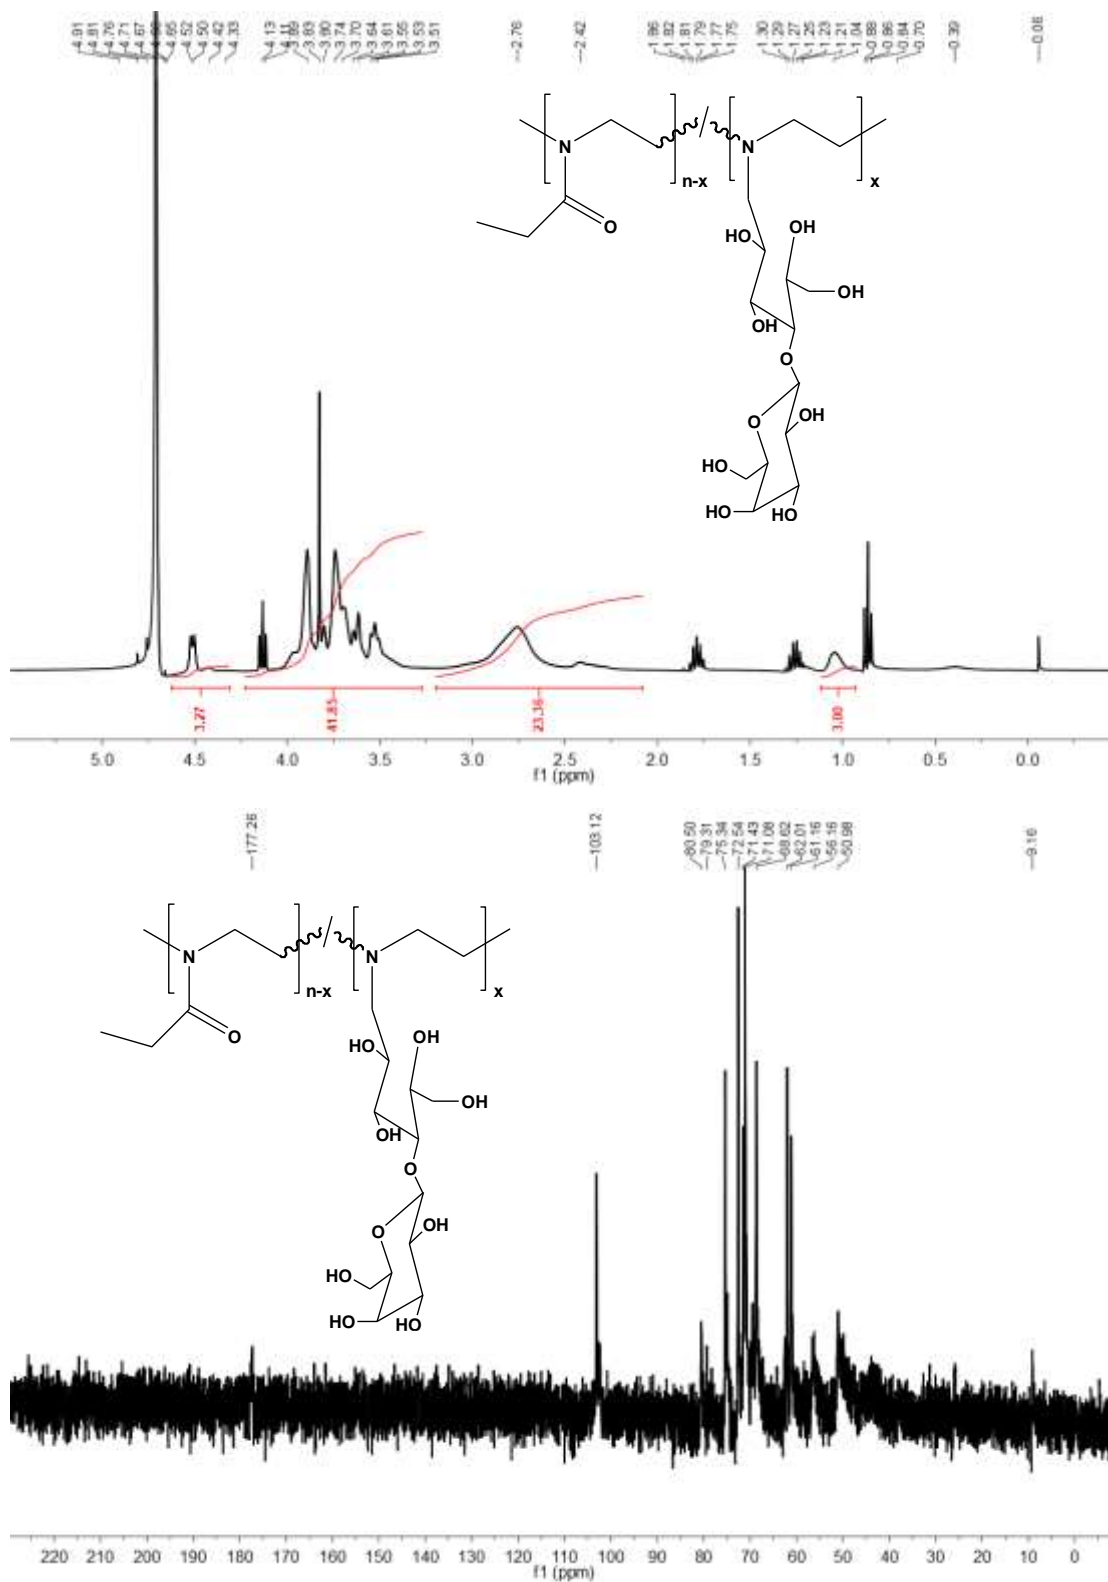 4.91 4.81 4.76 4.71 4.67 4.65 4.52 4.50 4.42 4.33 4.13 4.11 3.89 3.83 3.80 3.74 3.70 3.64 3.61 3.55 3.53 3.51 2.76 2.42 1.86 1.82 1.81 1.79 1.77 1.75 1.30 1.29 1.27 1.25 1.23 1.21 1.04 0.88 0.86 0.84 0.70 0.39 -0.06
N n-x N x
O
HO OH
OH
OH
O
O OH
HO
HO HO
3.27 41.85 23.36 3.00
5.0 4.5 4.0 3.5 3.0 2.5 2.0 1.5 1.0 0.5 0.0
f1 (ppm)
177.26 103.12 80.50 79.31 75.34 72.54 71.43 71.08 68.62 62.01 61.16 56.16 50.98 9.16
N n-x N x
O
HO OH
OH
OH
O
O OH
HO
HO HO
220 210 200 190 180 170 160 150 140 130 120 110 100 90 80 70 60 50 40 30 20 10 0
f1 (ppm)